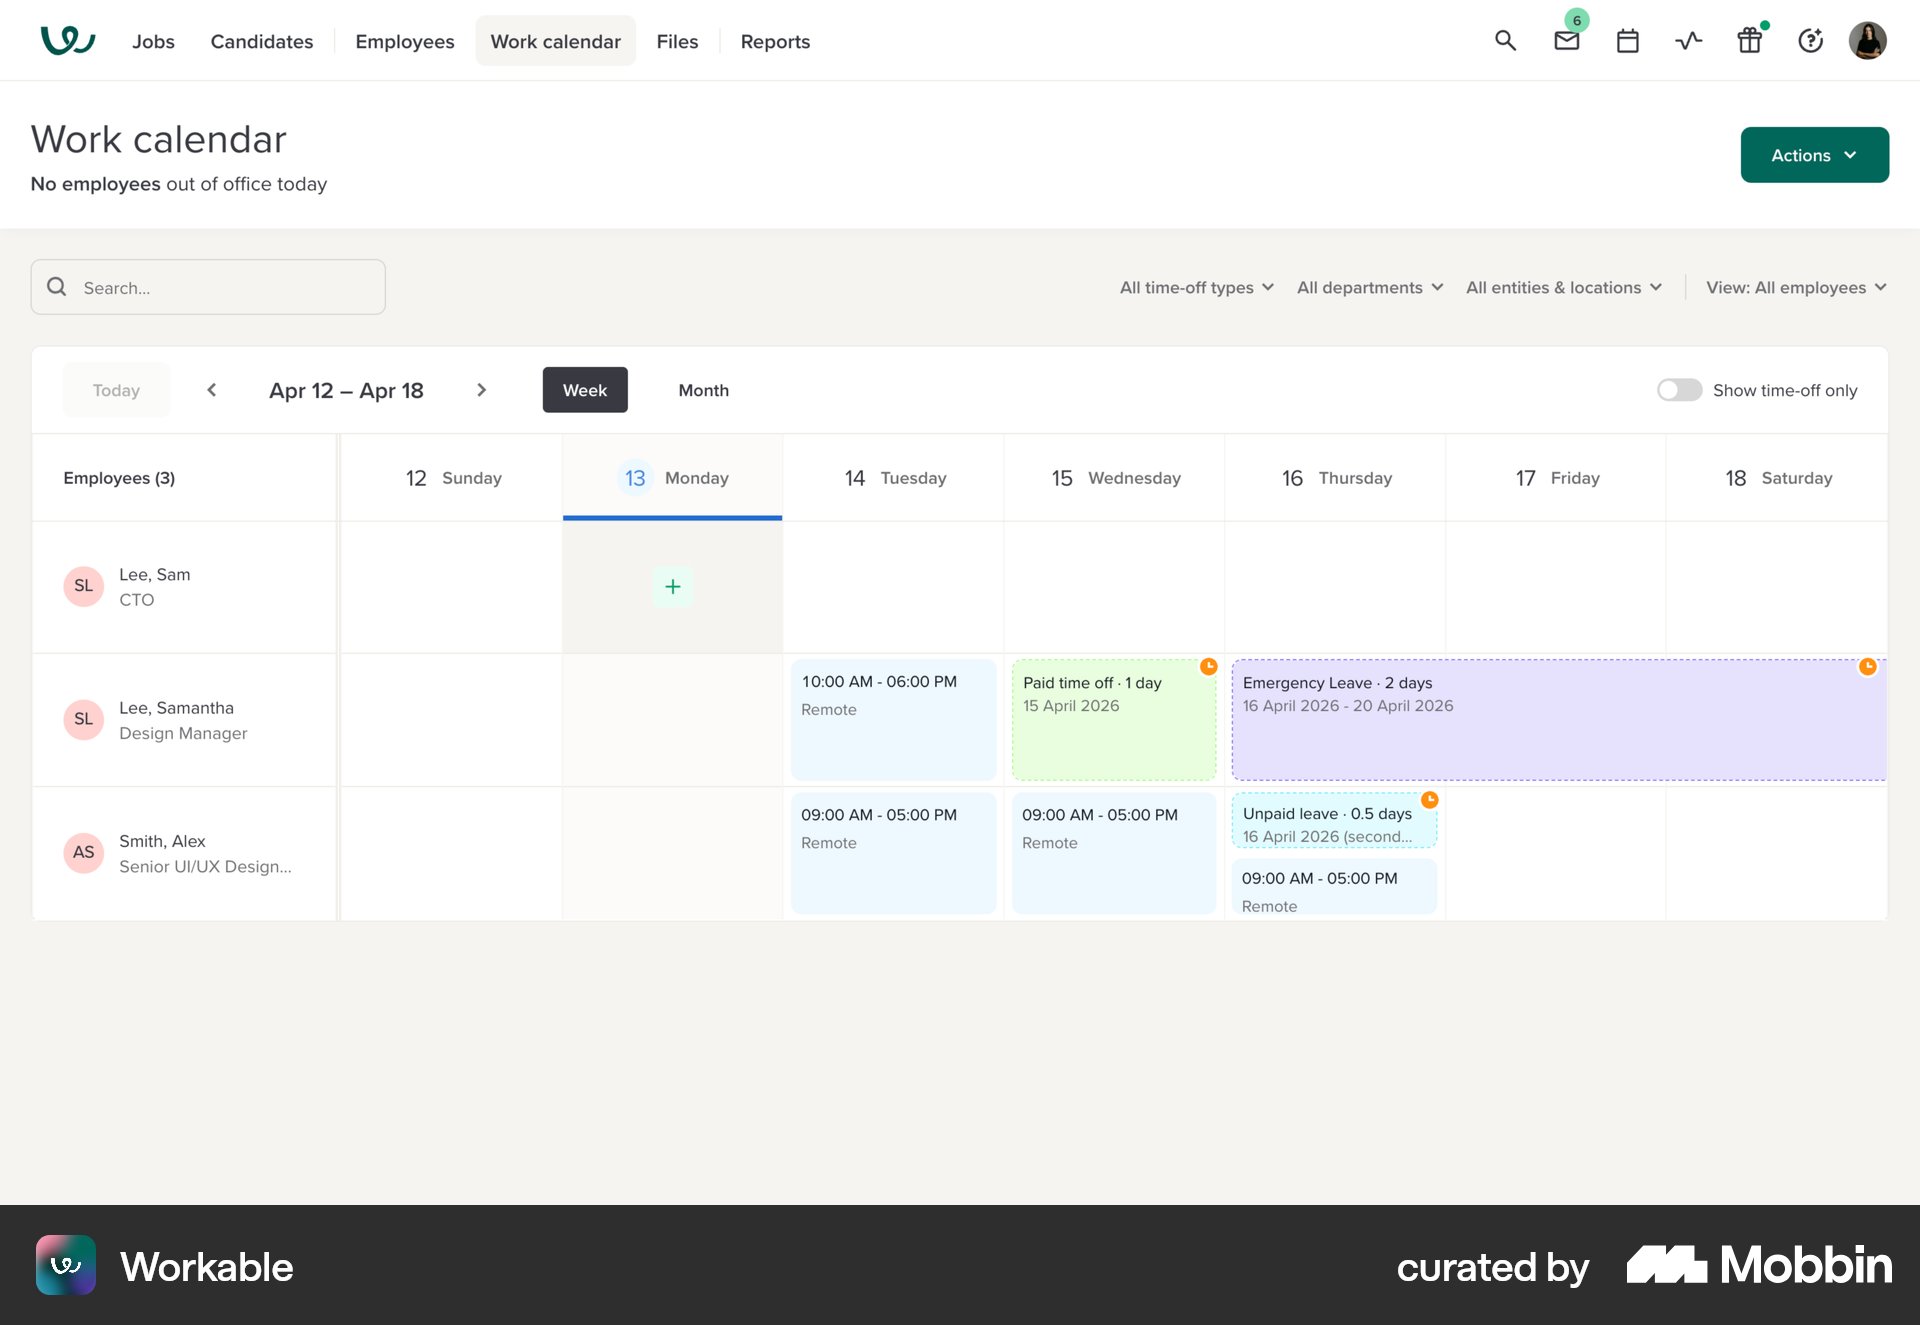 Jobs
Candidates
Employees
Work calendar
Files
Reports
6
Work calendar
No employees out of office today
Actions
Search...
All time-off types
All departments
All entities & locations
View: All employees
Today
Apr 12 – Apr 18
Week
Month
Show time-off only
Employees (3)
12 Sunday
13 Monday
14 Tuesday
15 Wednesday
16 Thursday
17 Friday
18 Saturday
SL
Lee, Sam
CTO
+
SL
Lee, Samantha
Design Manager
10:00 AM - 06:00 PM
Remote
Paid time off · 1 day
15 April 2026
Emergency Leave · 2 days
16 April 2026 - 20 April 2026
AS
Smith, Alex
Senior UI/UX Design...
09:00 AM - 05:00 PM
Remote
09:00 AM - 05:00 PM
Remote
Unpaid leave · 0.5 days
16 April 2026 (second...
09:00 AM - 05:00 PM
Remote
Workable
curated by
Mobbin